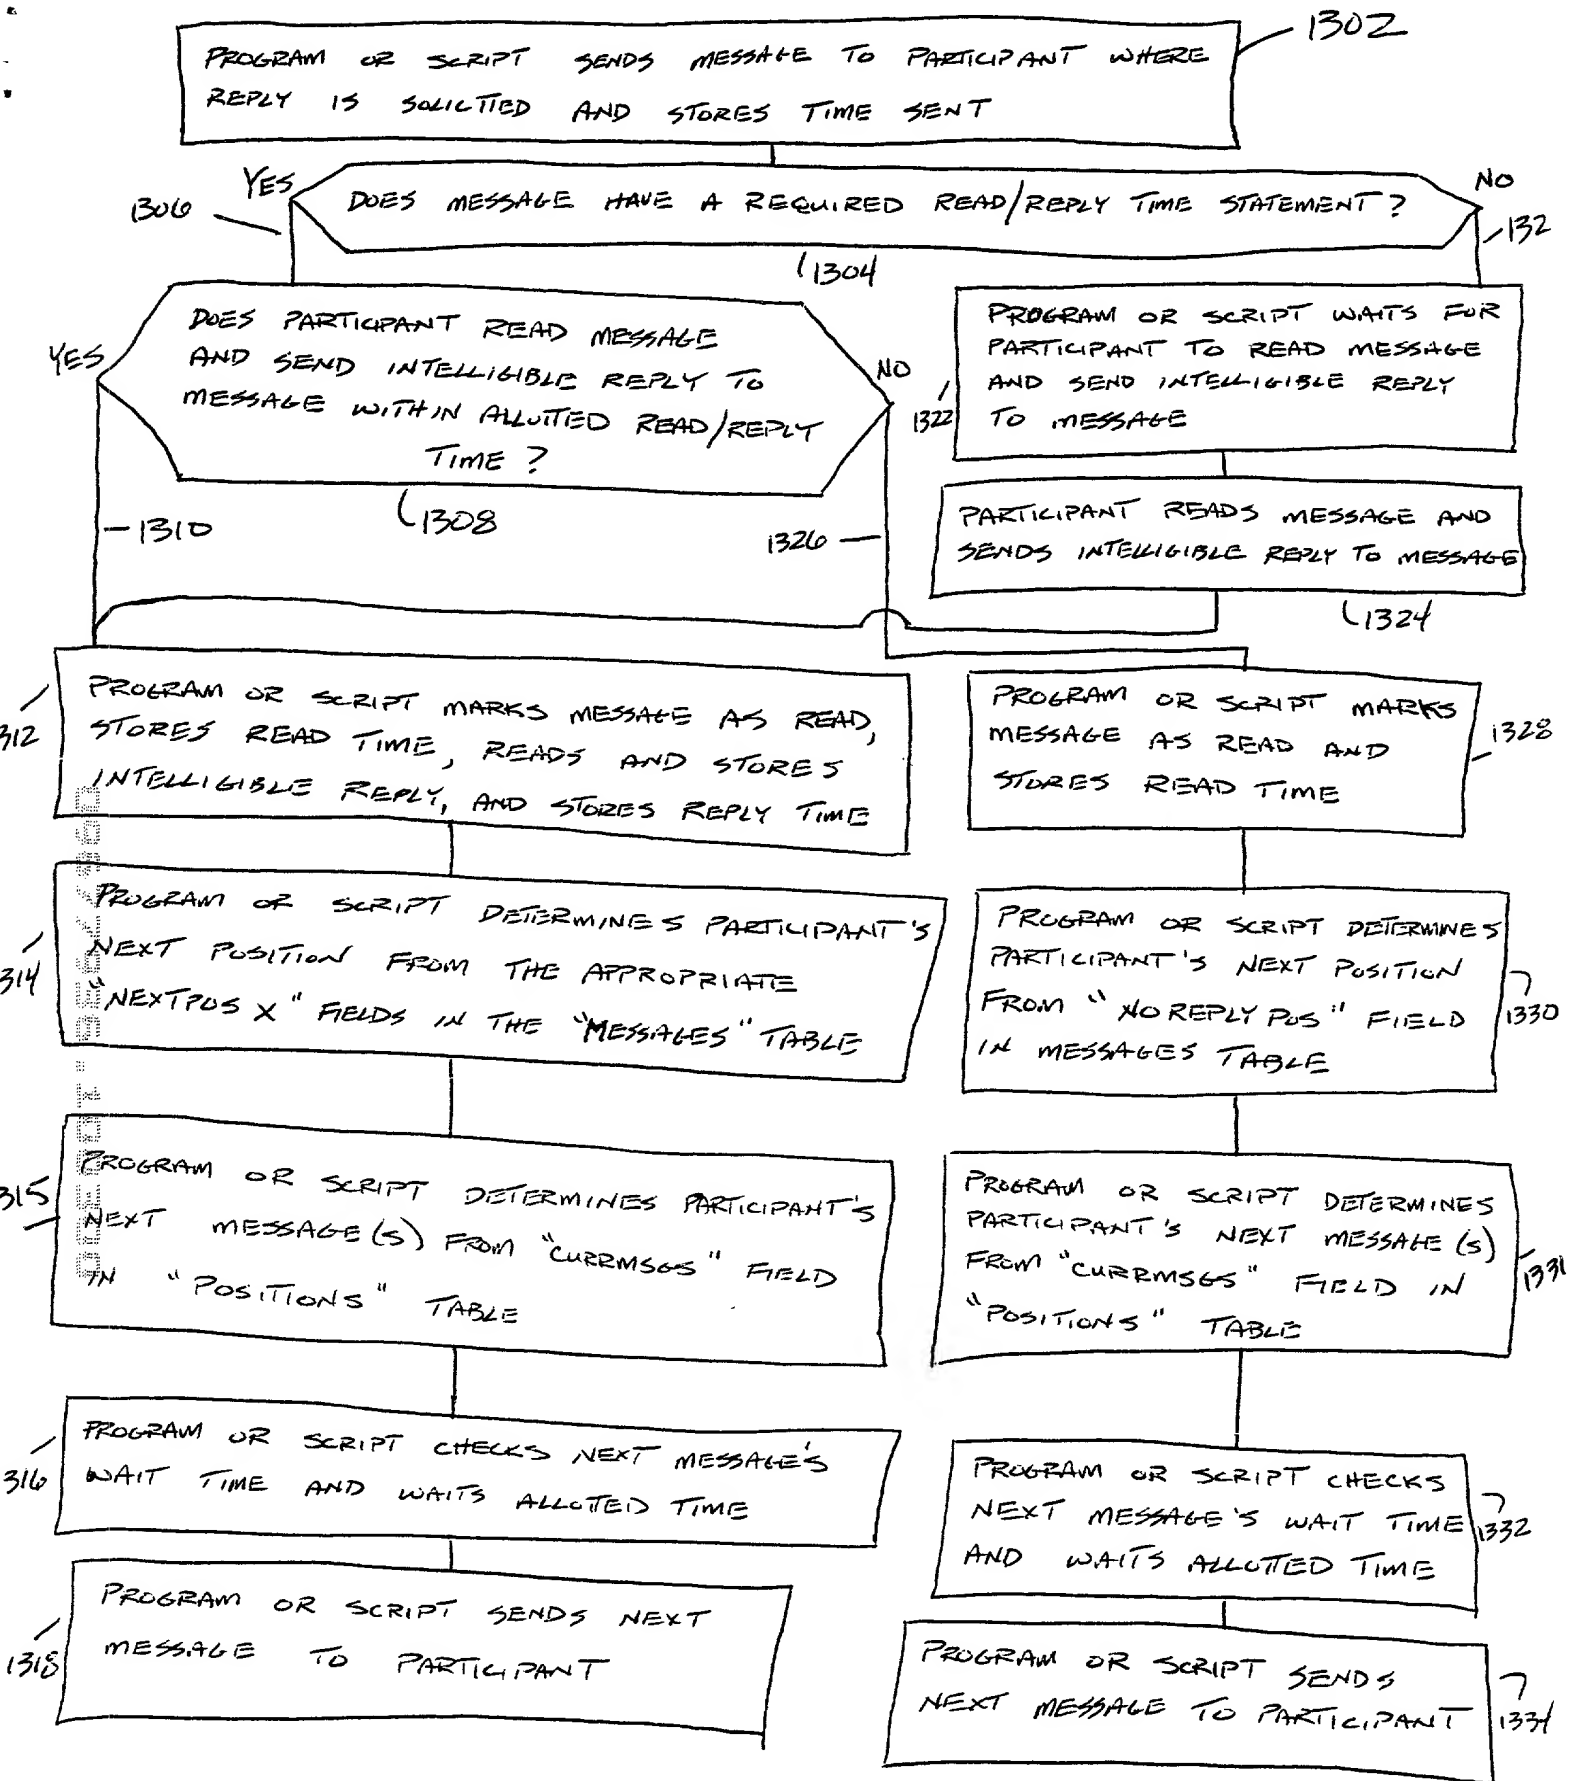 1302
PROGRAM OR SCRIPT SENDS MESSAGE TO PARTICIPANT WHERE
REPLY IS SOLICTIED AND STORES TIME SENT
YES
NO
1306
DOES MESSAGE HAVE A REQUIRED READ/REPLY TIME STATEMENT?
132
1304
DOES PARTICIPANT READ MESSAGE
AND SEND INTELLIGIBLE REPLY TO
MESSAGE WITHIN ALLOTTED READ/REPLY
TIME?
YES
NO
1308
1310
1326
PROGRAM OR SCRIPT WAITS FOR
PARTICIPANT TO READ MESSAGE
AND SEND INTELLIGIBLE REPLY
TO MESSAGE
1322
PARTICIPANT READS MESSAGE AND
SENDS INTELLIGIBLE REPLY TO MESSAGE
1324
PROGRAM OR SCRIPT MARKS MESSAGE AS READ,
STORES READ TIME, READS AND STORES
INTELLIGIBLE REPLY, AND STORES REPLY TIME
312
PROGRAM OR SCRIPT MARKS
MESSAGE AS READ AND
STORES READ TIME
1328
PROGRAM OR SCRIPT DETERMINES PARTICIPANT'S
NEXT POSITION FROM THE APPROPRIATE
"NEXTPOS X" FIELDS IN THE "MESSAGES" TABLE
314
PROGRAM OR SCRIPT DETERMINES
PARTICIPANT'S NEXT POSITION
FROM "NOREPLY POS" FIELD
IN MESSAGES TABLE
1330
PROGRAM OR SCRIPT DETERMINES PARTICIPANT'S
NEXT MESSAGE(S) FROM "CURRMSGS" FIELD
IN "POSITIONS" TABLE
315
PROGRAM OR SCRIPT DETERMINES
PARTICIPANT'S NEXT MESSAGE(S)
FROM "CURRMSGS" FIELD IN
"POSITIONS" TABLE
1331
PROGRAM OR SCRIPT CHECKS NEXT MESSAGE'S
WAIT TIME AND WAITS ALLOTTED TIME
316
PROGRAM OR SCRIPT CHECKS
NEXT MESSAGE'S WAIT TIME
AND WAITS ALLOTTED TIME
1332
PROGRAM OR SCRIPT SENDS NEXT
MESSAGE TO PARTICIPANT
1318
PROGRAM OR SCRIPT SENDS
NEXT MESSAGE TO PARTICIPANT
1334